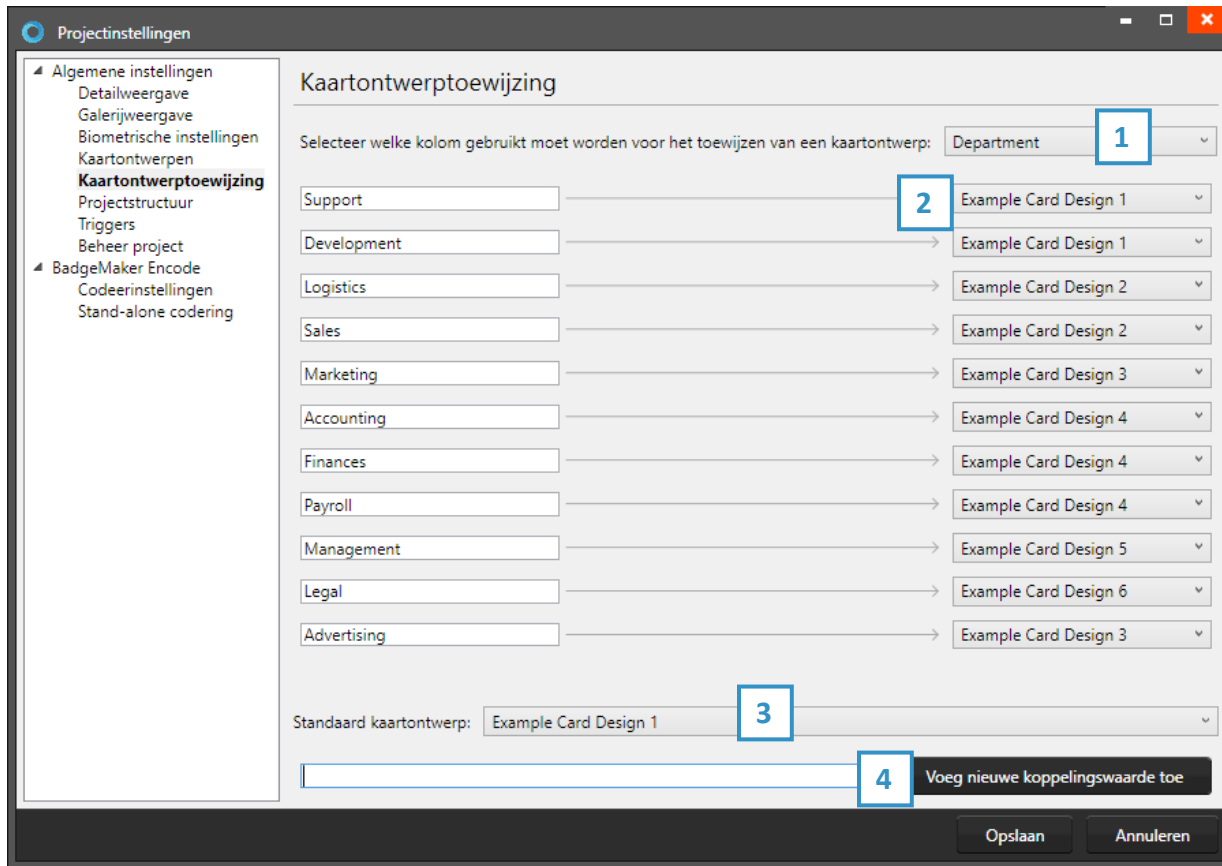 Projectinstellingen
Algemene instellingen
Detailweergave
Galerijweergave
Biometrische instellingen
Kaartontwerpen
Kaartontwerptoewijzing
Projectstructuur
Triggers
Beheer project
BadgeMaker Encode
Codeerinstellingen
Stand-alone codering
Kaartontwerptoewijzing
Selecteer welke kolom gebruikt moet worden voor het toewijzen van een kaartontwerp: Department 1
Support 2 Example Card Design 1
Development Example Card Design 1
Logistics Example Card Design 2
Sales Example Card Design 2
Marketing Example Card Design 3
Accounting Example Card Design 4
Finances Example Card Design 4
Payroll Example Card Design 4
Management Example Card Design 5
Legal Example Card Design 6
Advertising Example Card Design 3
Standaard kaartontwerp: Example Card Design 1 3
4 Voeg nieuwe koppelingswaarde toe
Opslaan Annuleren